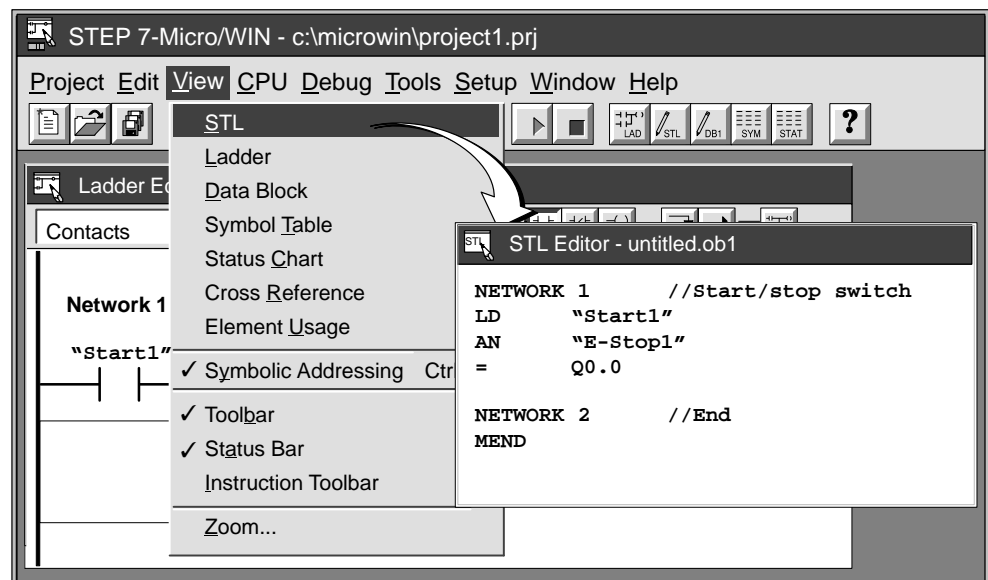 STEP 7-Micro/WIN - c:\microwin\project1.prj
Project Edit View CPU Debug Tools Setup Window Help
LAD STL DB1 SYM STAT ?
STL
Ladder
Data Block
Symbol Table
Status Chart
Cross Reference
Element Usage
✓ Symbolic Addressing Ctr
✓ Toolbar
✓ Status Bar
Instruction Toolbar
Zoom...
Ladder Ed
Contacts
Network 1
“Start1”
STL
STL Editor - untitled.ob1
NETWORK 1 //Start/stop switch
LD “Start1”
AN “E-Stop1”
= Q0.0
NETWORK 2 //End
MEND